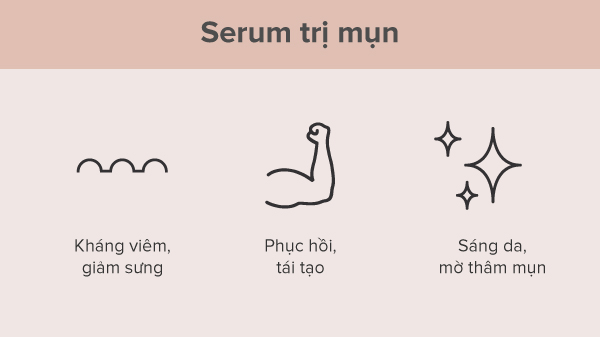 Serum trị mụn
Kháng viêm,
giảm sưng
Phục hồi,
tái tạo
Sáng da,
mờ thâm mụn